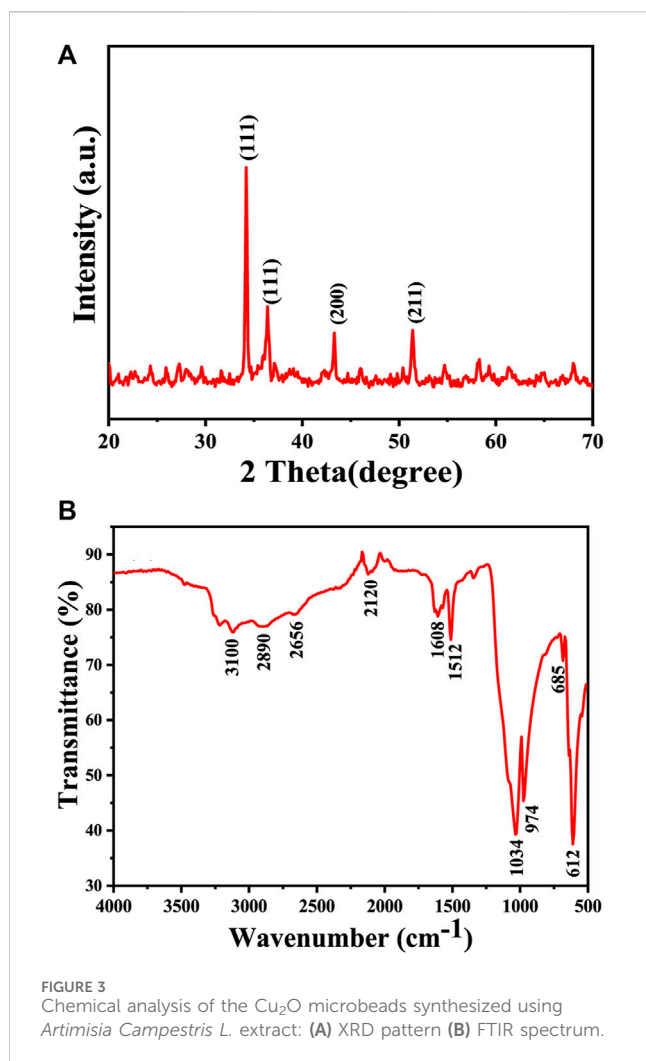 A
Intensity (a.u.)
(111)
(111)
(200)
(211)
20 30 40 50 60 70
2 Theta(degree)
B
Transmittance (%)
90
80
70
60
50
40
30
3100
2890
2656
2120
1608
1512
1034
974
685
612
4000 3500 3000 2500 2000 1500 1000 500
Wavenumber (cm⁻¹)
FIGURE 3
Chemical analysis of the Cu₂O microbeads synthesized using
Artimisia Campestris L. extract: (A) XRD pattern (B) FTIR spectrum.